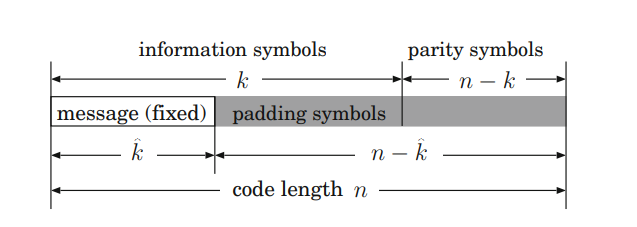 information symbols parity symbols
k n − k
message (fixed) padding symbols
k̂ n − k̂
code length n